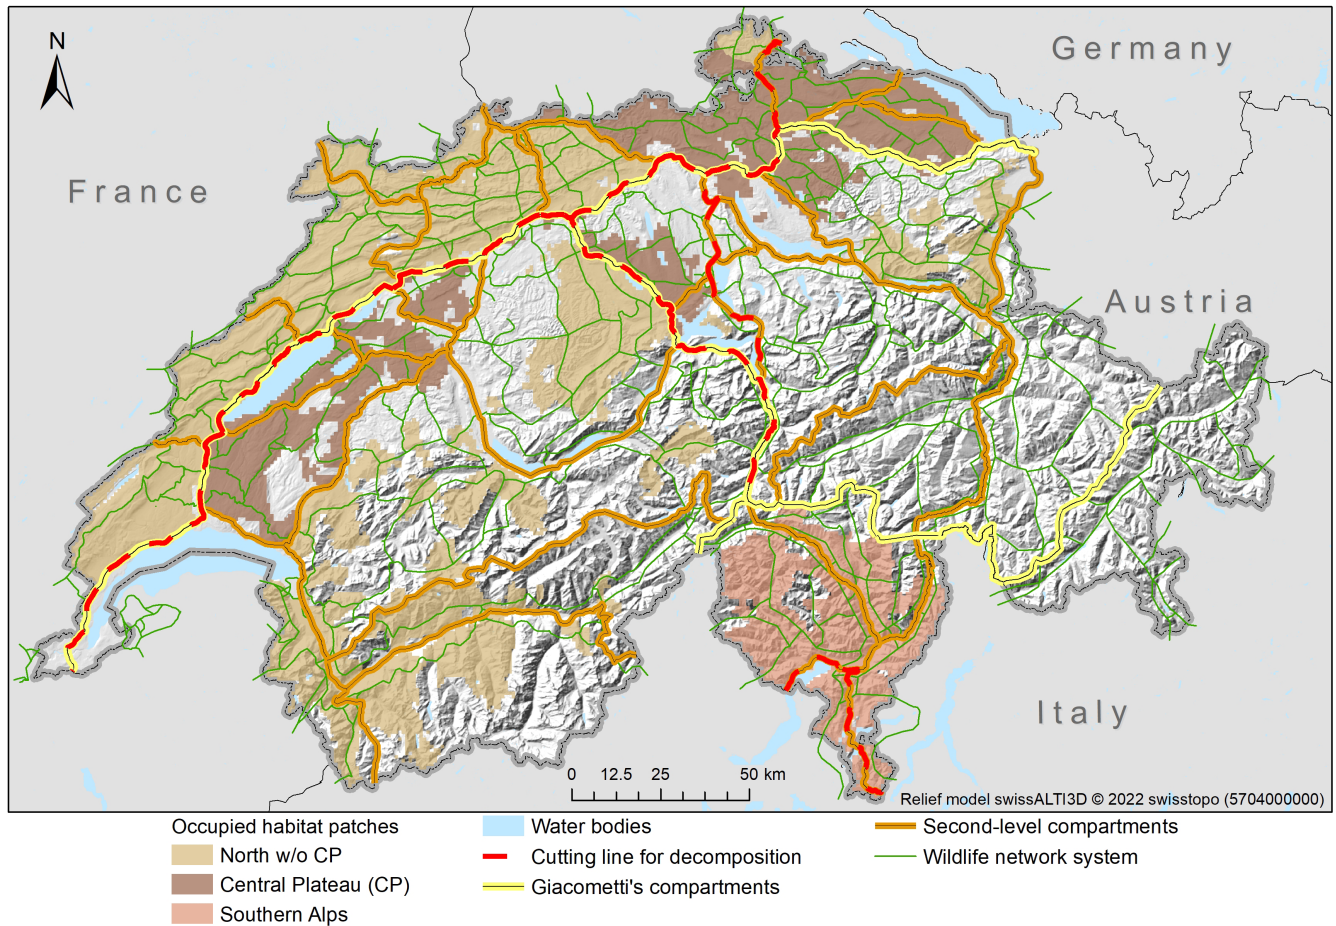 N
Germany
France
Austria
Italy
0 12.5 25 50 km
Relief model swissALTI3D © 2022 swisstopo (5704000000)
Occupied habitat patches
North w/o CP
Central Plateau (CP)
Southern Alps
Water bodies
Cutting line for decomposition
Giacometti's compartments
Second-level compartments
Wildlife network system